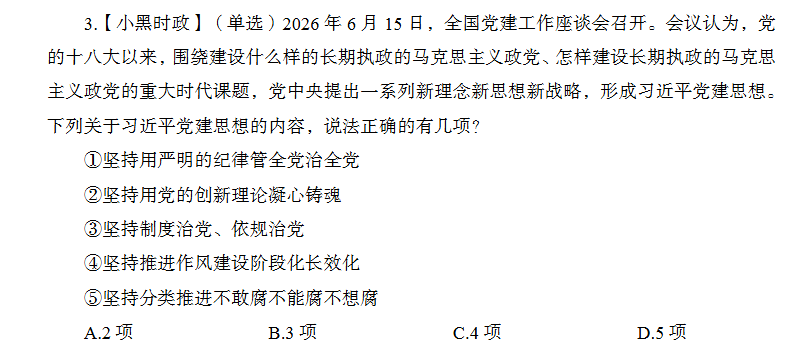 3.【小黑时政】（单选）2026 年 6 月 15 日，全国党建工作座谈会召开。会议认为，党
的十八大以来，围绕建设什么样的长期执政的马克思主义政党、怎样建设长期执政的马克思
主义政党的重大时代课题，党中央提出一系列新理念新思想新战略，形成习近平党建思想。
下列关于习近平党建思想的内容，说法正确的有几项？
①坚持用严明的纪律管全党治全党
②坚持用党的创新理论凝心铸魂
③坚持制度治党、依规治党
④坚持推进作风建设阶段化长效化
⑤坚持分类推进不敢腐不能腐不想腐
A.2 项 B.3 项 C.4 项 D.5 项